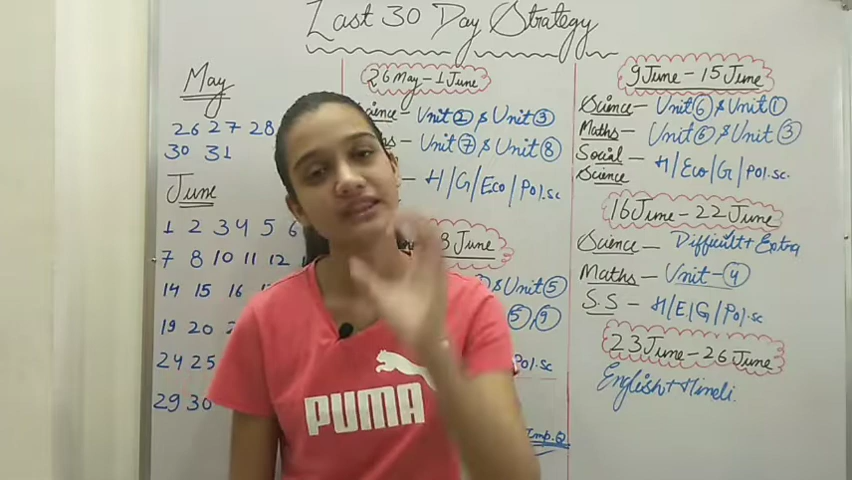 Last 30 Day Strategy
May
26 27 28
30 31
June
1 2 3 4 5 6
7 8 10 11 12
14 15 16
19 20
24 25
29 30
26 May - 1 June
Science - Unit ② & Unit ③
Unit ⑦ & Unit ⑧
H/G/Eco/Pol.sc
8 June
& Unit ⑤
⑤, ⑨
Pol.sc
Imp. Q
9 June - 15 June
Science - Unit ⑥ & Unit ①
Maths - Unit ⑥ & Unit ③
Social Science - H/Eco/G/Pol.sc.
16 June - 22 June
Science - Difficult + Extra
Maths - Unit - ④
S.S - H/E/G/Pol.sc
23 June - 26 June
English + Hindi.
PUMA